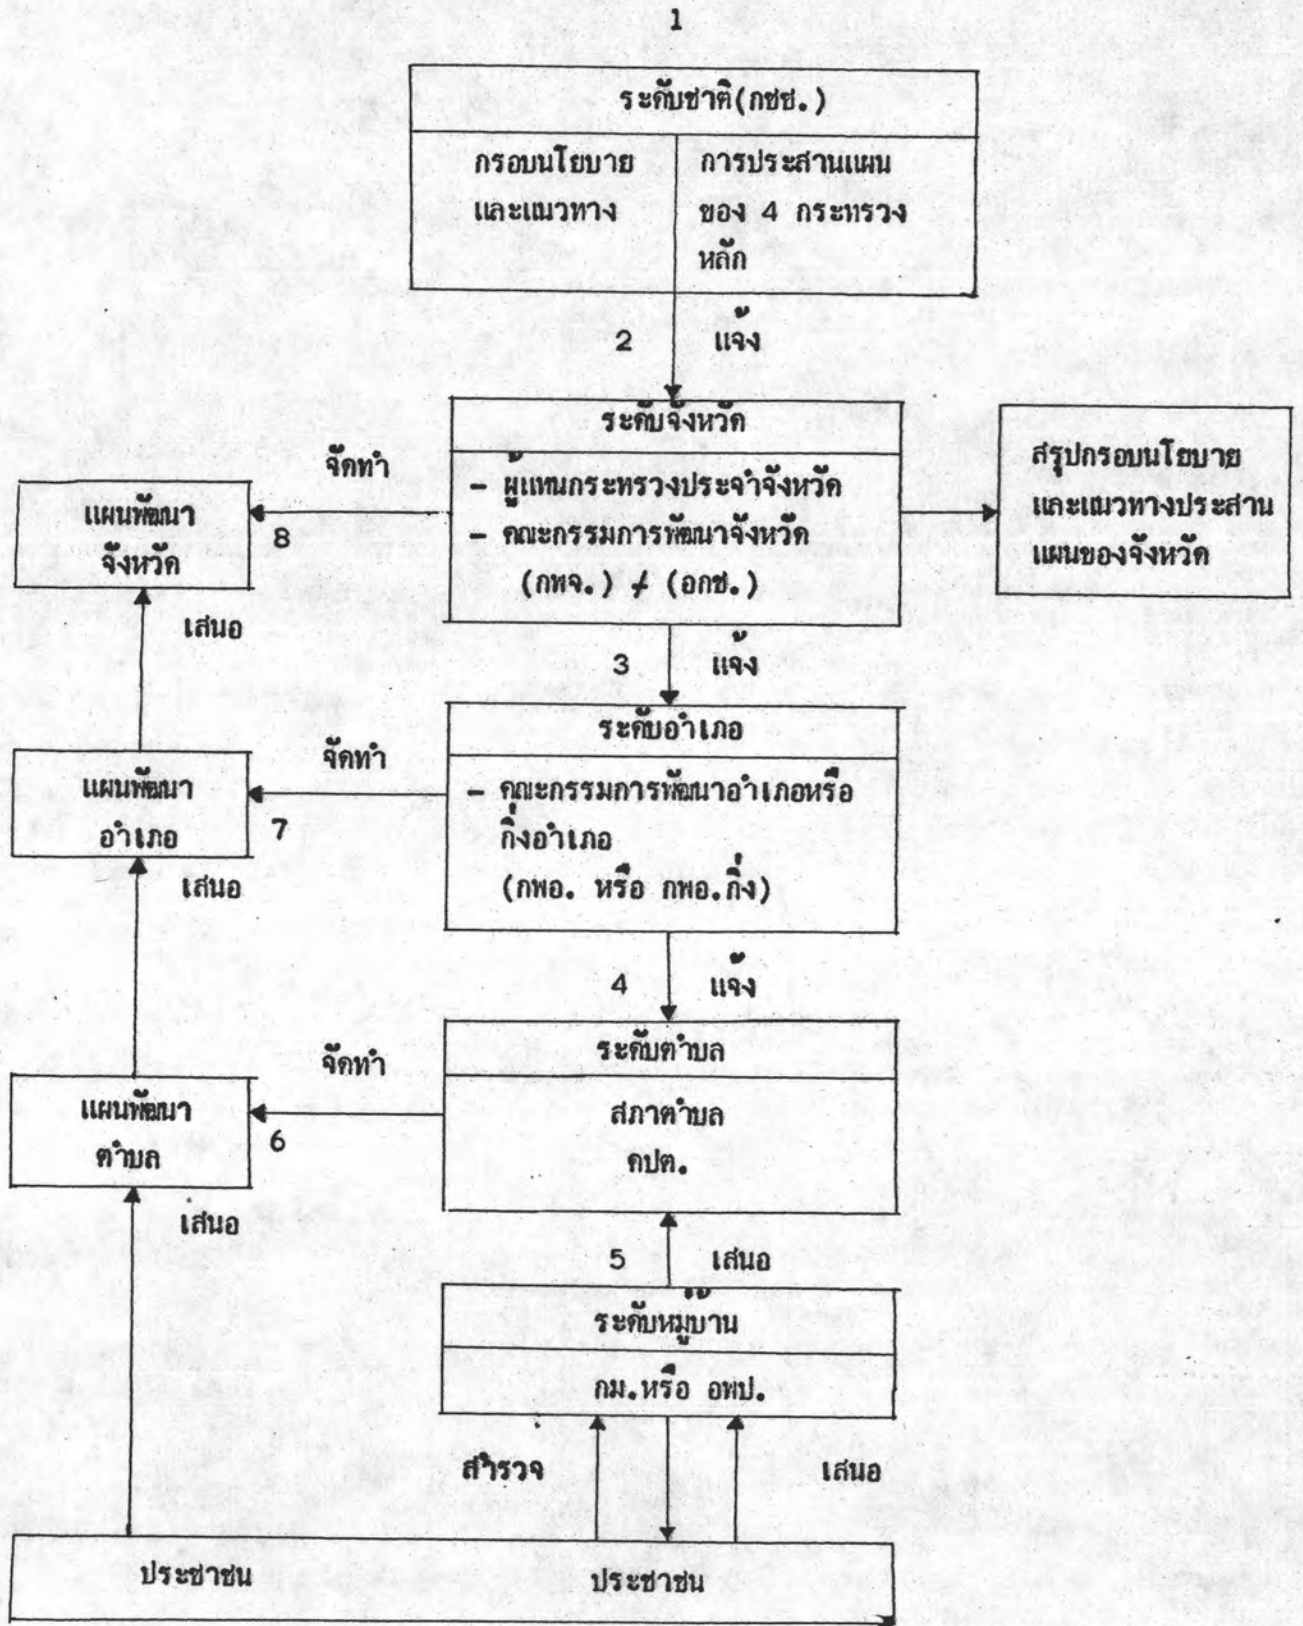 1
ระดับชาติ(กชช.)
กรอบนโยบาย
และแนวทาง
การประสานแผน
ของ 4 กระทรวง
หลัก
2 แจ้ง
ระดับจังหวัด
- ผู้แทนกระทรวงประจำจังหวัด
- คณะกรรมการพัฒนาจังหวัด
(กพจ.) + (อกช.)
สรุปกรอบนโยบาย
และแนวทางประสาน
แผนของจังหวัด
จัดทำ
8
แผนพัฒนา
จังหวัด
เสนอ
3 แจ้ง
ระดับอำเภอ
- คณะกรรมการพัฒนาอำเภอหรือ
กิ่งอำเภอ
(กพอ. หรือ กพอ.กิ่ง)
จัดทำ
7
แผนพัฒนา
อำเภอ
เสนอ
4 แจ้ง
ระดับตำบล
สภาตำบล
คปต.
จัดทำ
6
แผนพัฒนา
ตำบล
เสนอ
5 เสนอ
ระดับหมู่บ้าน
กม.หรือ อพป.
สำรวจ
เสนอ
ประชาชน
ประชาชน